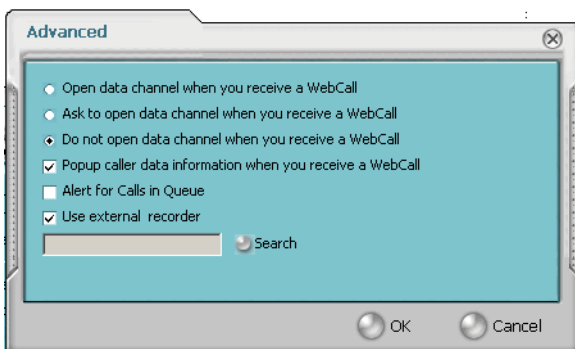 Advanced
Open data channel when you receive a WebCall
Ask to open data channel when you receive a WebCall
Do not open data channel when you receive a WebCall
Popup caller data information when you receive a WebCall
Alert for Calls in Queue
Use external recorder
Search
OK
Cancel